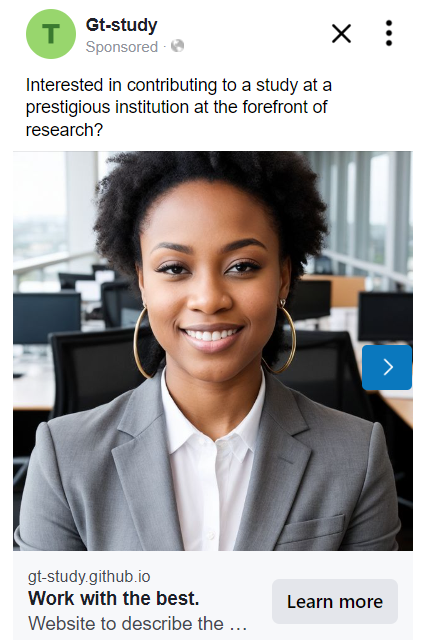 T
Gt-study
Sponsored ·
Interested in contributing to a study at a
prestigious institution at the forefront of
research?
gt-study.github.io
Work with the best.
Website to describe the …
Learn more